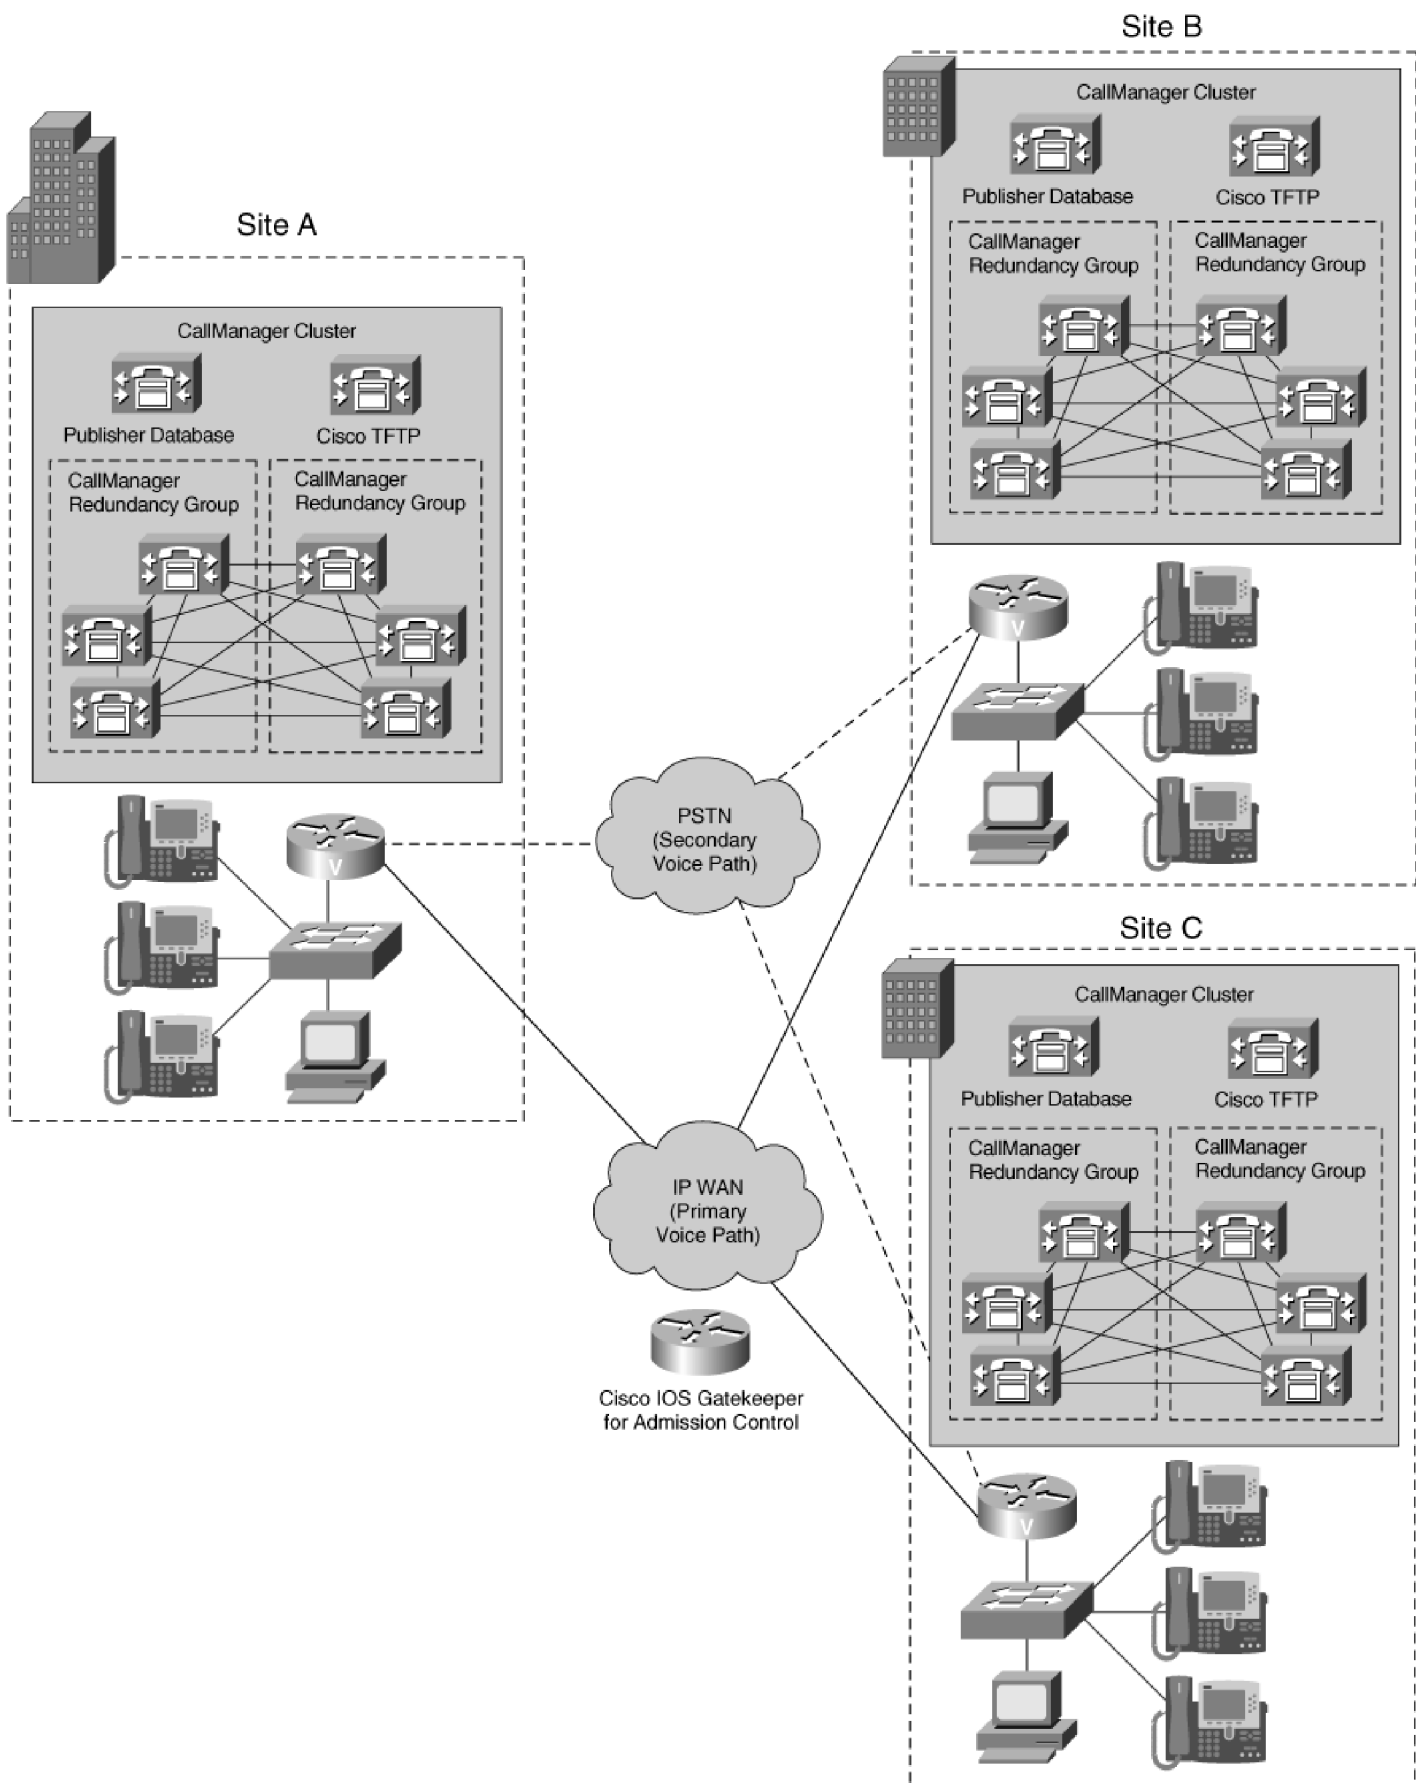 Site B
CallManager Cluster
Publisher Database
Cisco TFTP
CallManager
Redundancy Group
CallManager
Redundancy Group
Site A
CallManager Cluster
Publisher Database
Cisco TFTP
CallManager
Redundancy Group
CallManager
Redundancy Group
V
V
PSTN
(Secondary
Voice Path)
Site C
CallManager Cluster
Publisher Database
Cisco TFTP
CallManager
Redundancy Group
CallManager
Redundancy Group
IP WAN
(Primary
Voice Path)
Cisco IOS Gatekeeper
for Admission Control
V